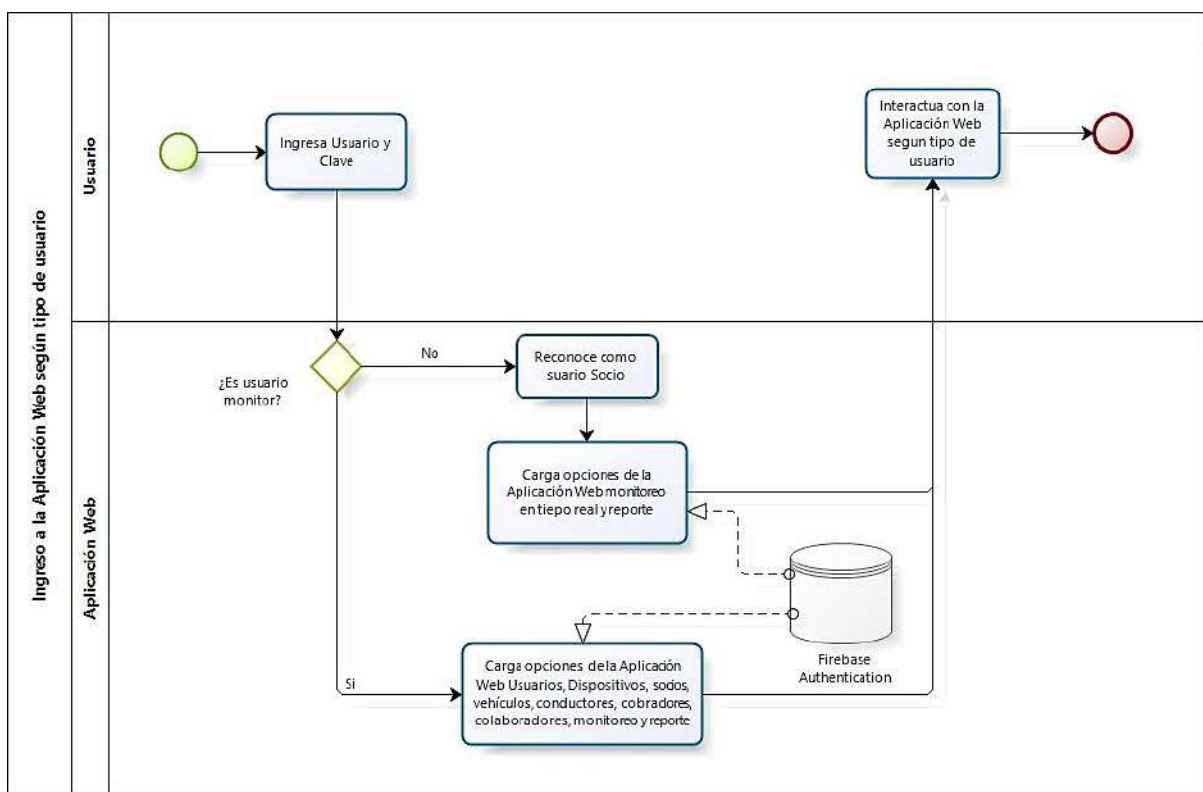 Ingreso a la Aplicación Web según tipo de usuario
Usuario
Ingresa Usuario y
Clave
Interactua con la
Aplicación Web
segun tipo de
usuario
Aplicación Web
¿Es usuario
monitor?
No
Reconoce como
suario Socio
Carga opciones de la
Aplicación Web monitoreo
en tiepo real y reporte
Si
Carga opciones de la Aplicación
Web Usuarios, Dispositivos, socios,
vehículos, conductores, cobradores,
colaboradores, monitoreo y reporte
Firebase
Authentication